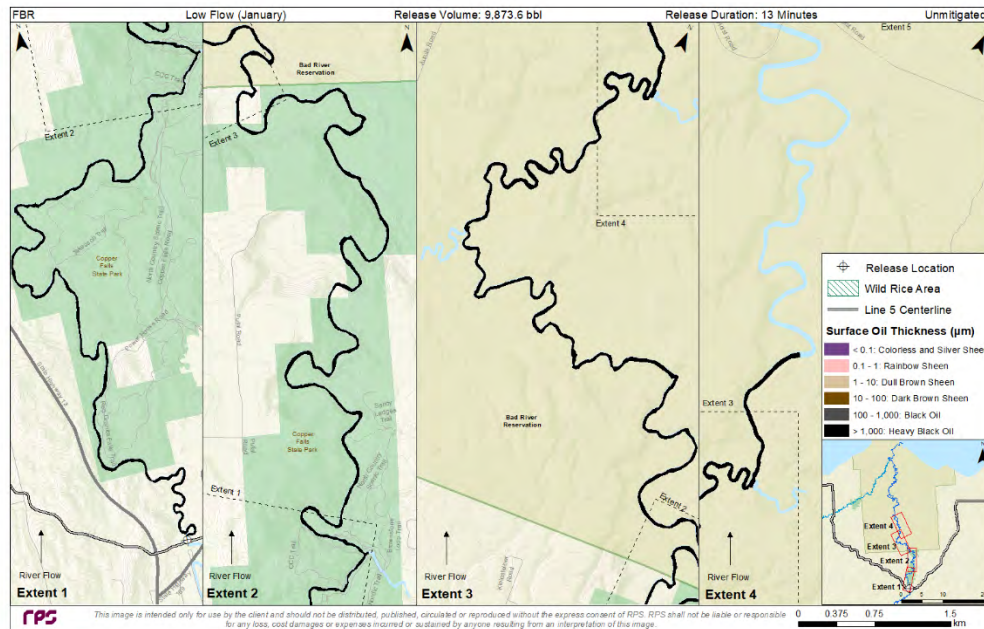 FBR
Low Flow (January)
Release Volume: 9,873.6 bbl
Release Duration: 13 Minutes
Unmitigated
CCC Trail
Extent 2
Copper
Falls
State Park
Extent 1
River Flow
Bad River
Reservation
Extent 3
Copper
Falls
State Park
Extent 1
CCC Trail
River Flow
Extent 2
Extent 4
Bad River
Reservation
Extent 2
River Flow
Extent 3
Extent 5
Extent 3
River Flow
Extent 4
Release Location
Wild Rice Area
Line 5 Centerline
Surface Oil Thickness (µm)
< 0.1: Colorless and Silver Sheen
0.1 - 1: Rainbow Sheen
1 - 10: Dull Brown Sheen
10 - 100: Dark Brown Sheen
100 - 1,000: Black Oil
> 1,000: Heavy Black Oil
Extent 4
Extent 3
Extent 2
Extent 1
0 5 10 20
rps
This image is intended only for use by the client and should not be distributed, published, circulated or reproduced without the express consent of RPS. RPS shall not be liable or responsible
for any loss, cost damages or expenses incurred or sustained by anyone resulting from an interpretation of this image.
0 0.375 0.75 1.5
km